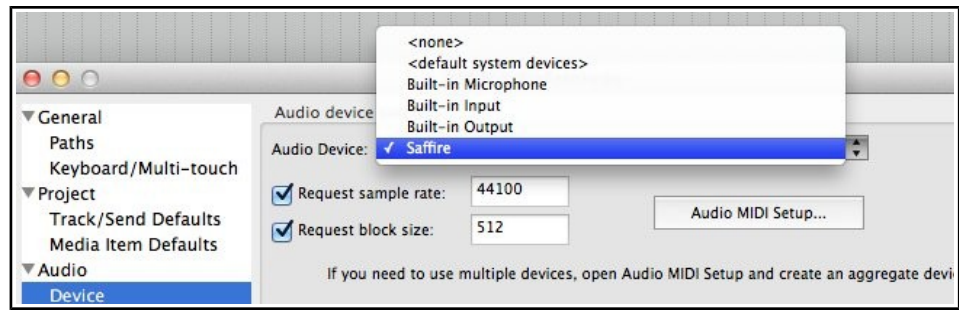 <none>
<default system devices>
Built-in Microphone
Built-in Input
Built-in Output
✓ Saffire
▼General
Paths
Keyboard/Multi-touch
▼Project
Track/Send Defaults
Media Item Defaults
▼Audio
Device
Audio device
Audio Device:
Request sample rate: 44100
Request block size: 512
Audio MIDI Setup...
If you need to use multiple devices, open Audio MIDI Setup and create an aggregate